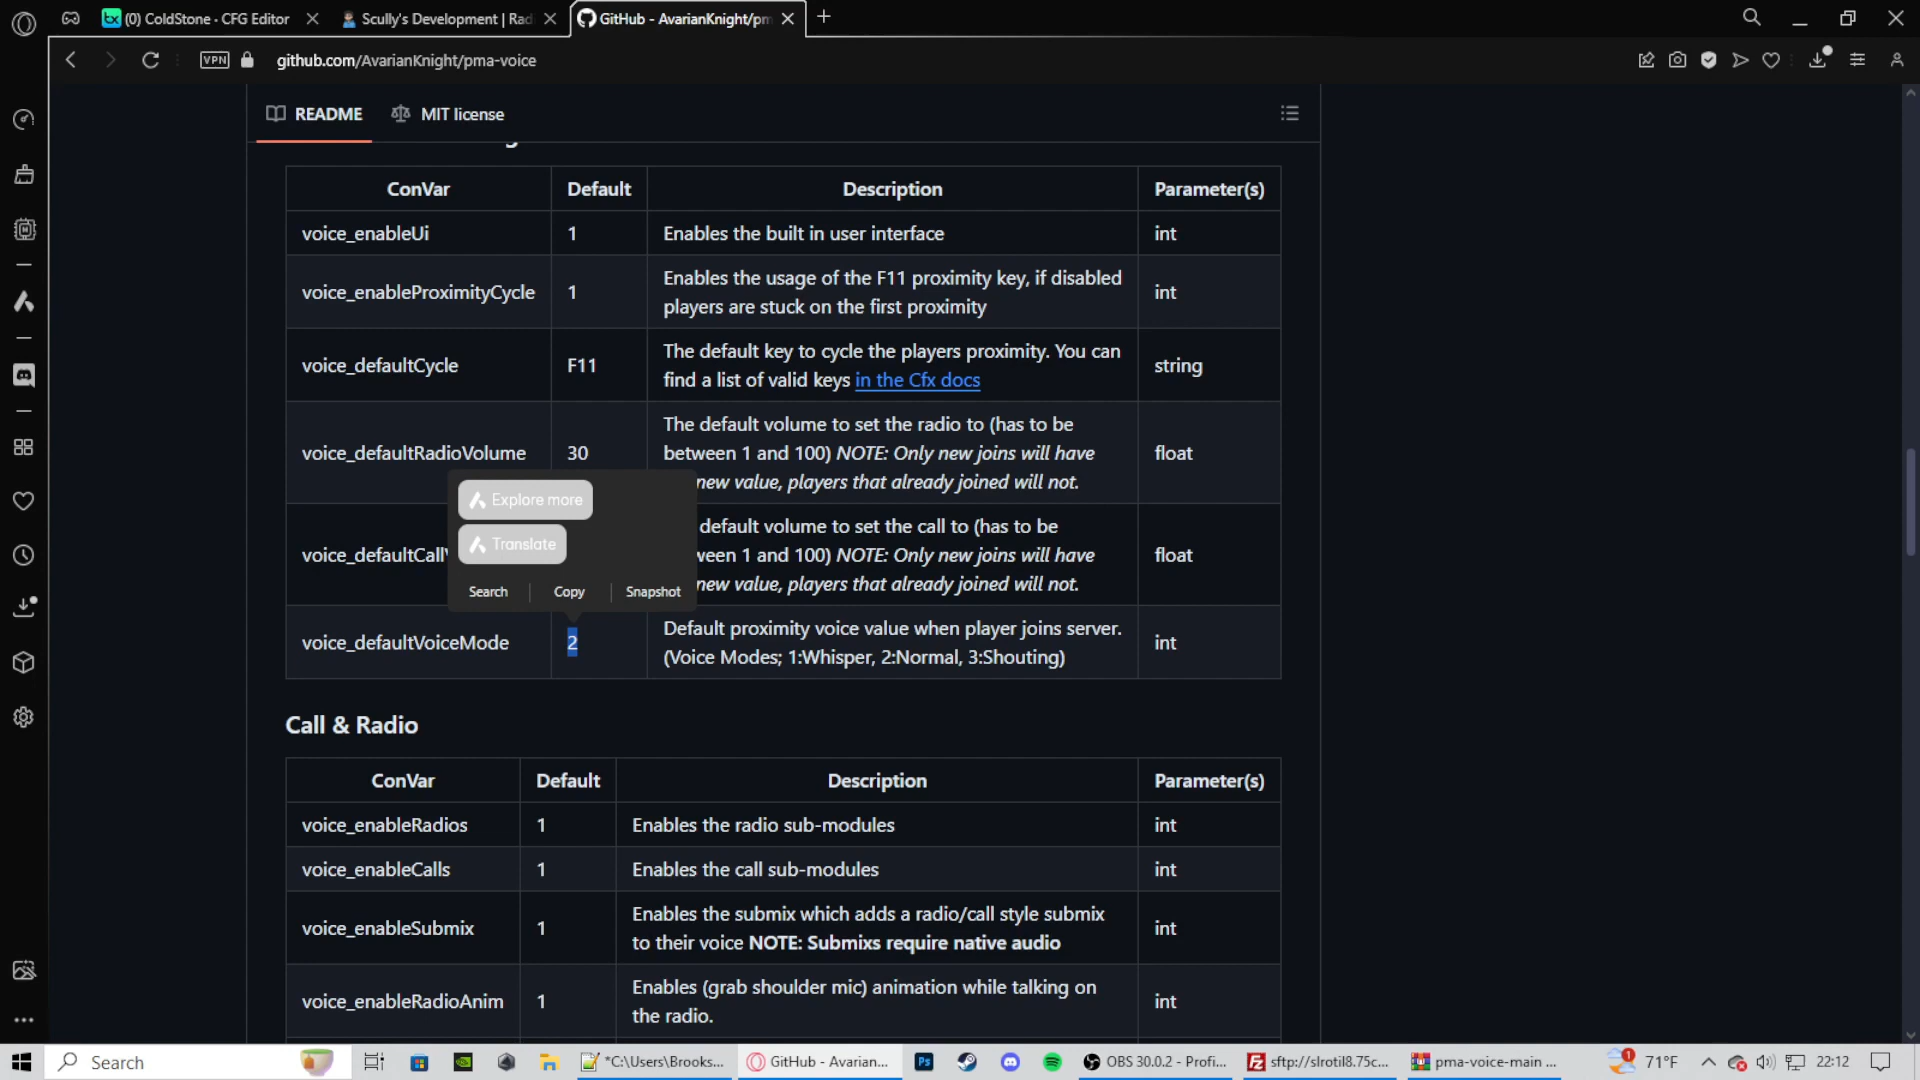 (0) ColdStone - CFG Editor
Scully's Development | Rad
GitHub - AvarianKnight/pm
VPN
github.com/AvarianKnight/pma-voice
README
MIT license
ConVar Default Description Parameter(s)
voice_enableUi 1 Enables the built in user interface int
voice_enableProximityCycle 1 Enables the usage of the F11 proximity key, if disabled
players are stuck on the first proximity int
voice_defaultCycle F11 The default key to cycle the players proximity. You can
find a list of valid keys in the Cfx docs string
voice_defaultRadioVolume 30 The default volume to set the radio to (has to be
between 1 and 100) NOTE: Only new joins will have
new value, players that already joined will not. float
Explore more
Translate
Search Copy Snapshot
voice_defaultCall default volume to set the call to (has to be
ween 1 and 100) NOTE: Only new joins will have
new value, players that already joined will not. float
voice_defaultVoiceMode 2 Default proximity voice value when player joins server.
(Voice Modes; 1:Whisper, 2:Normal, 3:Shouting) int
Call & Radio
ConVar Default Description Parameter(s)
voice_enableRadios 1 Enables the radio sub-modules int
voice_enableCalls 1 Enables the call sub-modules int
voice_enableSubmix 1 Enables the submix which adds a radio/call style submix
to their voice NOTE: Submixs require native audio int
voice_enableRadioAnim 1 Enables (grab shoulder mic) animation while talking on
the radio. int
Search
*C:\Users\Brooks...
GitHub - Avarian...
OBS 30.0.2 - Profi...
sftp://slrotil8.75c...
pma-voice-main ...
1
71°F
22:12